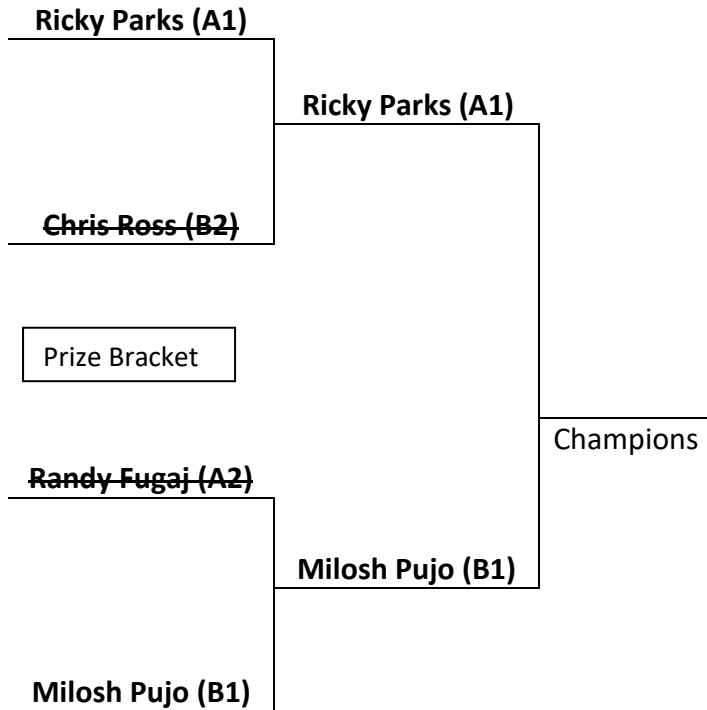 Ricky Parks (A1)
Ricky Parks (A1)
Chris Ross (B2)
Prize Bracket
Champions
Randy Fugaj (A2)
Milosh Pujo (B1)
Milosh Pujo (B1)